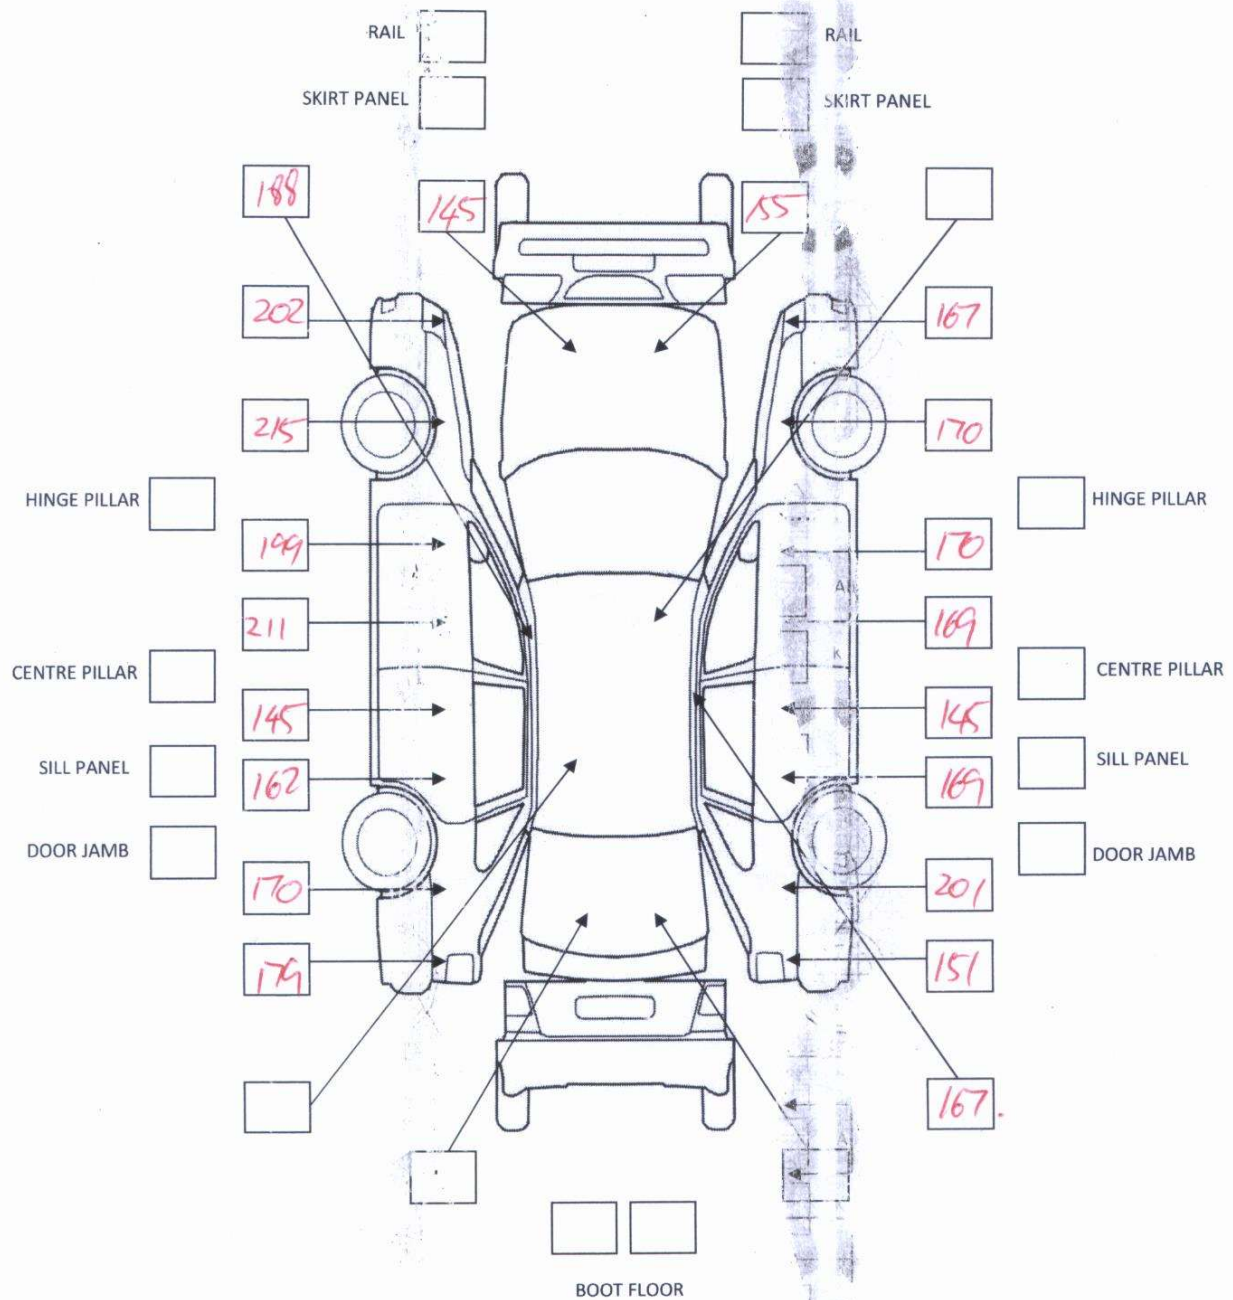 RAIL RAIL
SKIRT PANEL SKIRT PANEL
188 145 155
202 167
215 170
HINGE PILLAR HINGE PILLAR
199 170
211 169
CENTRE PILLAR CENTRE PILLAR
145 145
SILL PANEL SILL PANEL
162 169
DOOR JAMB DOOR JAMB
170 201
179 151
167.
BOOT FLOOR